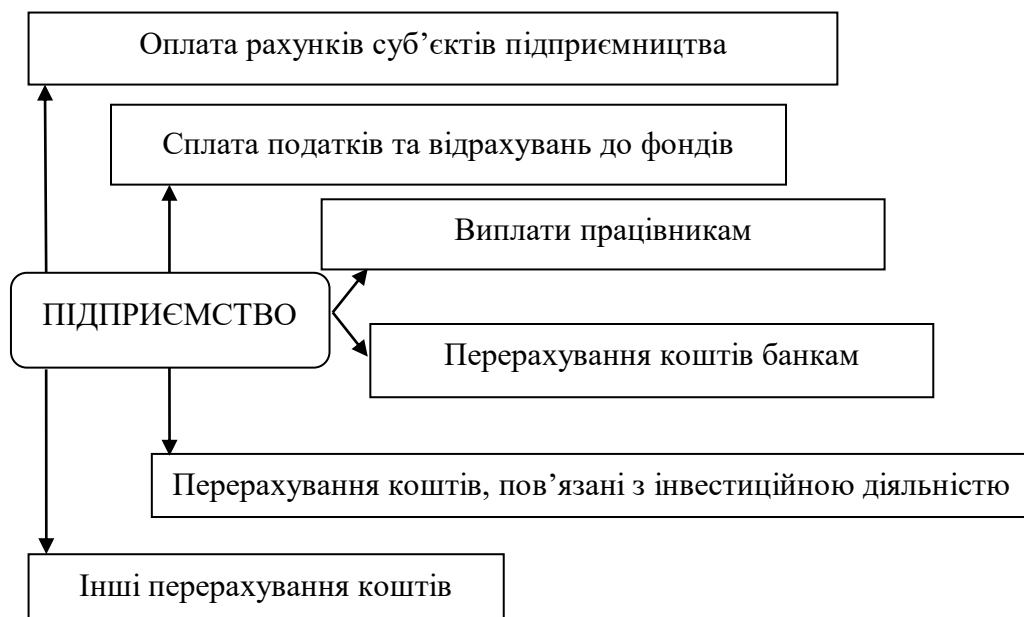 Оплата рахунків суб’єктів підприємництва
Сплата податків та відрахувань до фондів
Виплати працівникам
ПІДПРИЄМСТВО
Перерахування коштів банкам
Перерахування коштів, пов’язані з інвестиційною діяльністю
Інші перерахування коштів